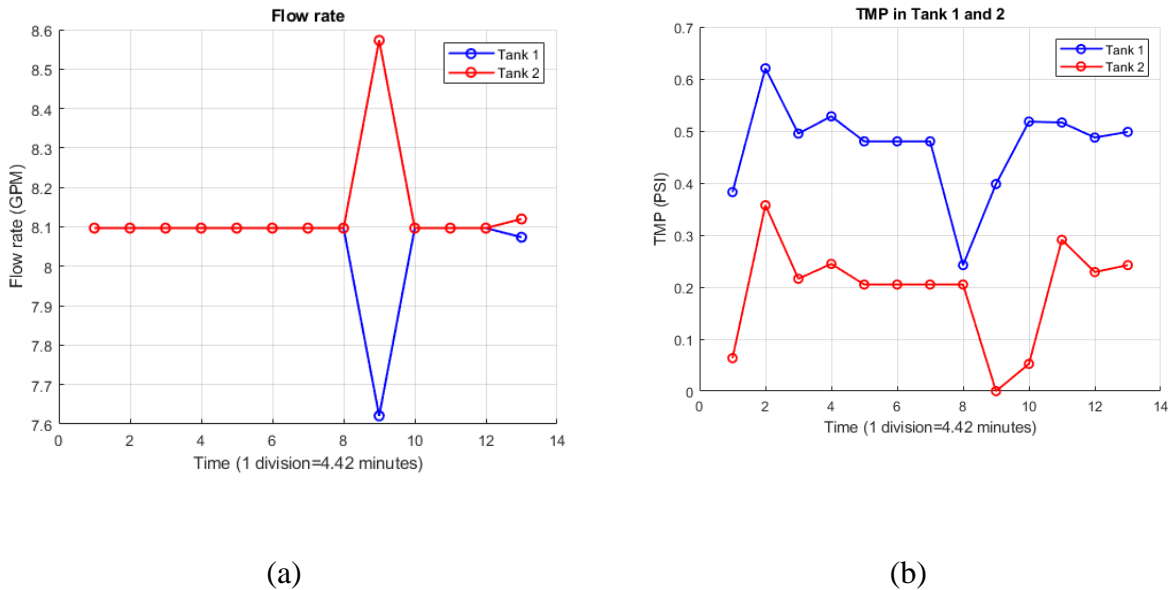 Flow rate
8.6
8.5
8.4
8.3
8.2
8.1
8
7.9
7.8
7.7
7.6
Flow rate (GPM)
Tank 1
Tank 2
0 2 4 6 8 10 12 14
Time (1 division=4.42 minutes)
(a)
TMP in Tank 1 and 2
0.7
0.6
0.5
0.4
0.3
0.2
0.1
0
TMP (PSI)
Tank 1
Tank 2
0 2 4 6 8 10 12 14
Time (1 division=4.42 minutes)
(b)